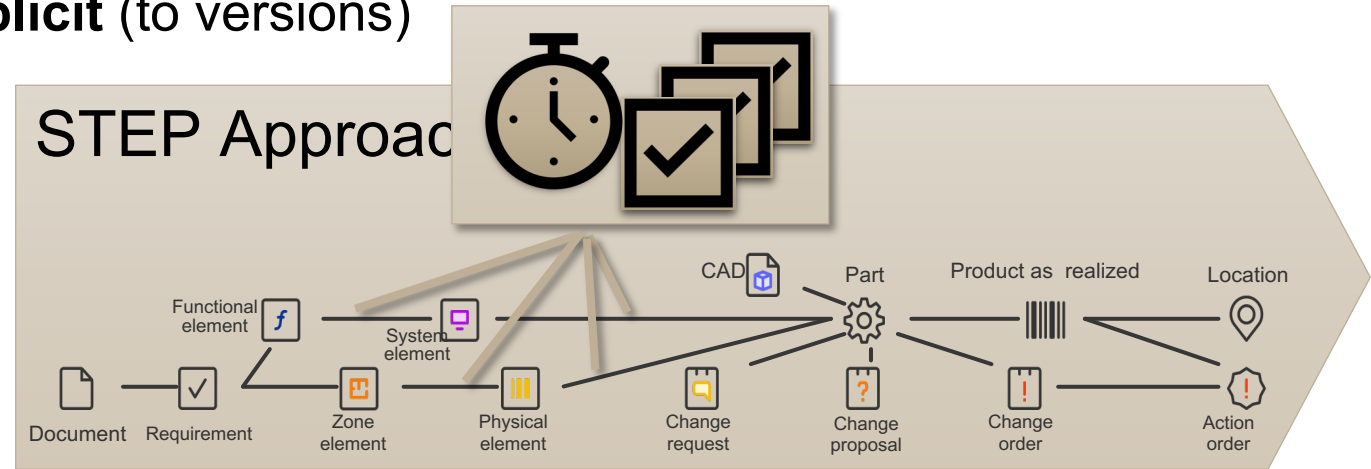 plicit (to versions)
STEP Approac
CAD
Part
Product as realized
Location
Functional
element
System
element
Document
Requirement
Zone
element
Physical
element
Change
request
Change
proposal
Change
order
Action
order